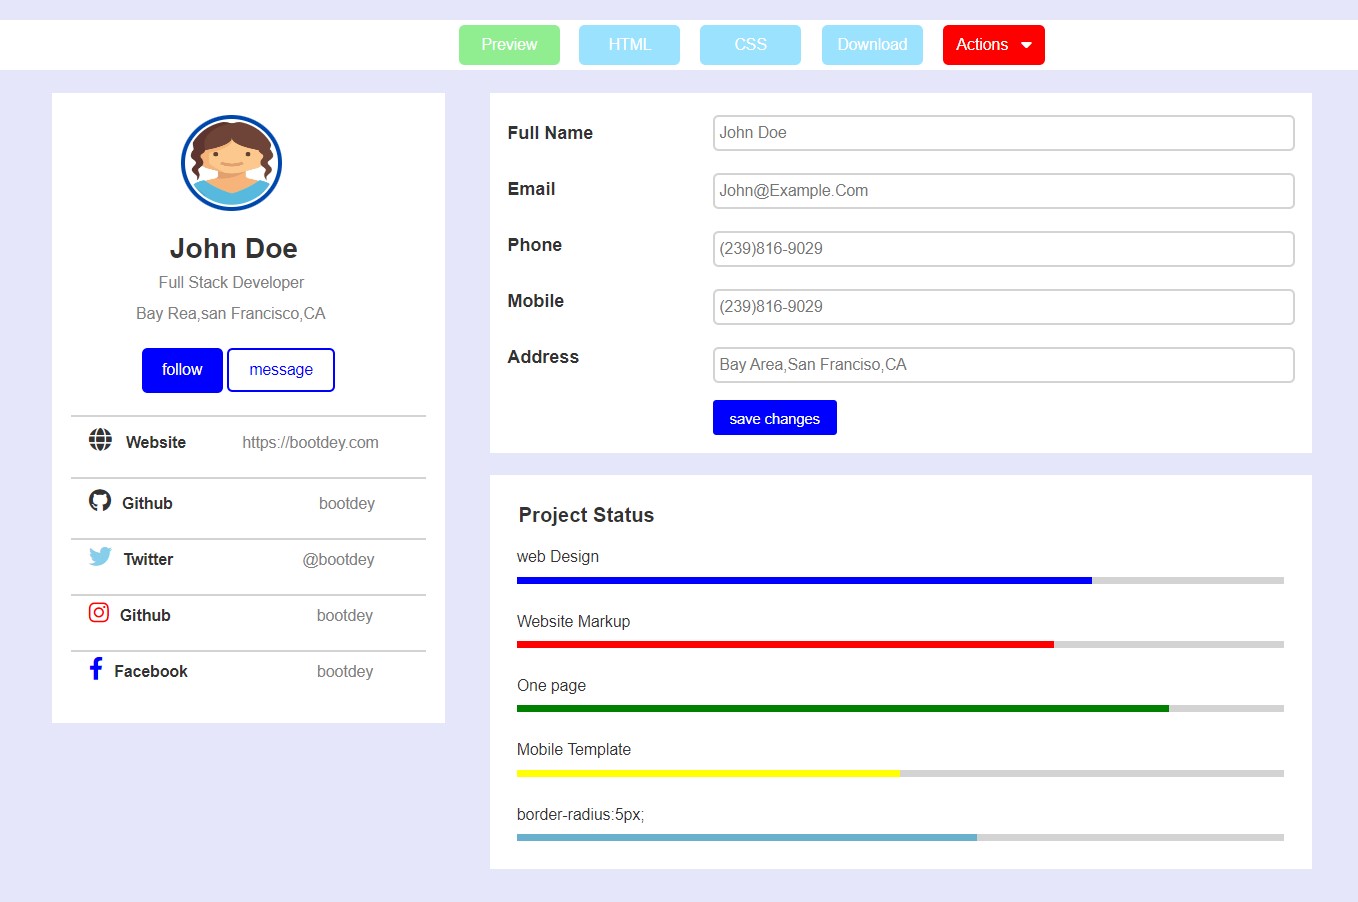 Preview HTML CSS Download Actions
John Doe
Full Stack Developer
Bay Rea,san Francisco,CA
follow message
Website https://bootdey.com
Github bootdey
Twitter @bootdey
Github bootdey
Facebook bootdey
Full Name John Doe
Email John@Example.Com
Phone (239)816-9029
Mobile (239)816-9029
Address Bay Area,San Franciso,CA
save changes
Project Status
web Design
Website Markup
One page
Mobile Template
border-radius:5px;